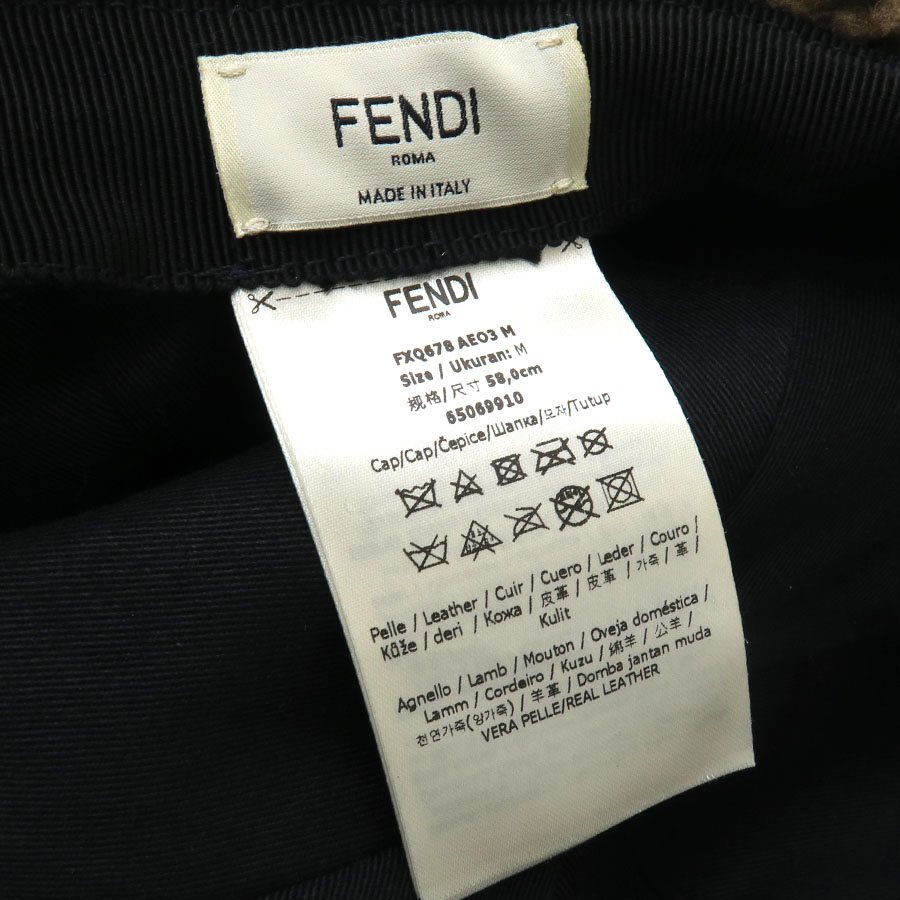 FENDI
ROMA
MADE IN ITALY
FENDI
ROMA
FXQ678 AEO3 M
Size / Ukuran: M
规格/尺寸 58,0cm
65069910
Cap/Cap/Čepice/Шапка/모자/Tutup
Pelle / Leather / Cuir / Cuero / Leder / Couro /
Kůže / deri / Кожа / 皮革 / 皮革 / 가죽 / 革 /
Kulit
Agnello / Lamb / Mouton / Oveja doméstica /
Lamm / Cordeiro / Kuzu / 绵羊 / 公羊 /
천연가죽(양가죽) / 羊革 / Domba jantan muda
VERA PELLE/REAL LEATHER